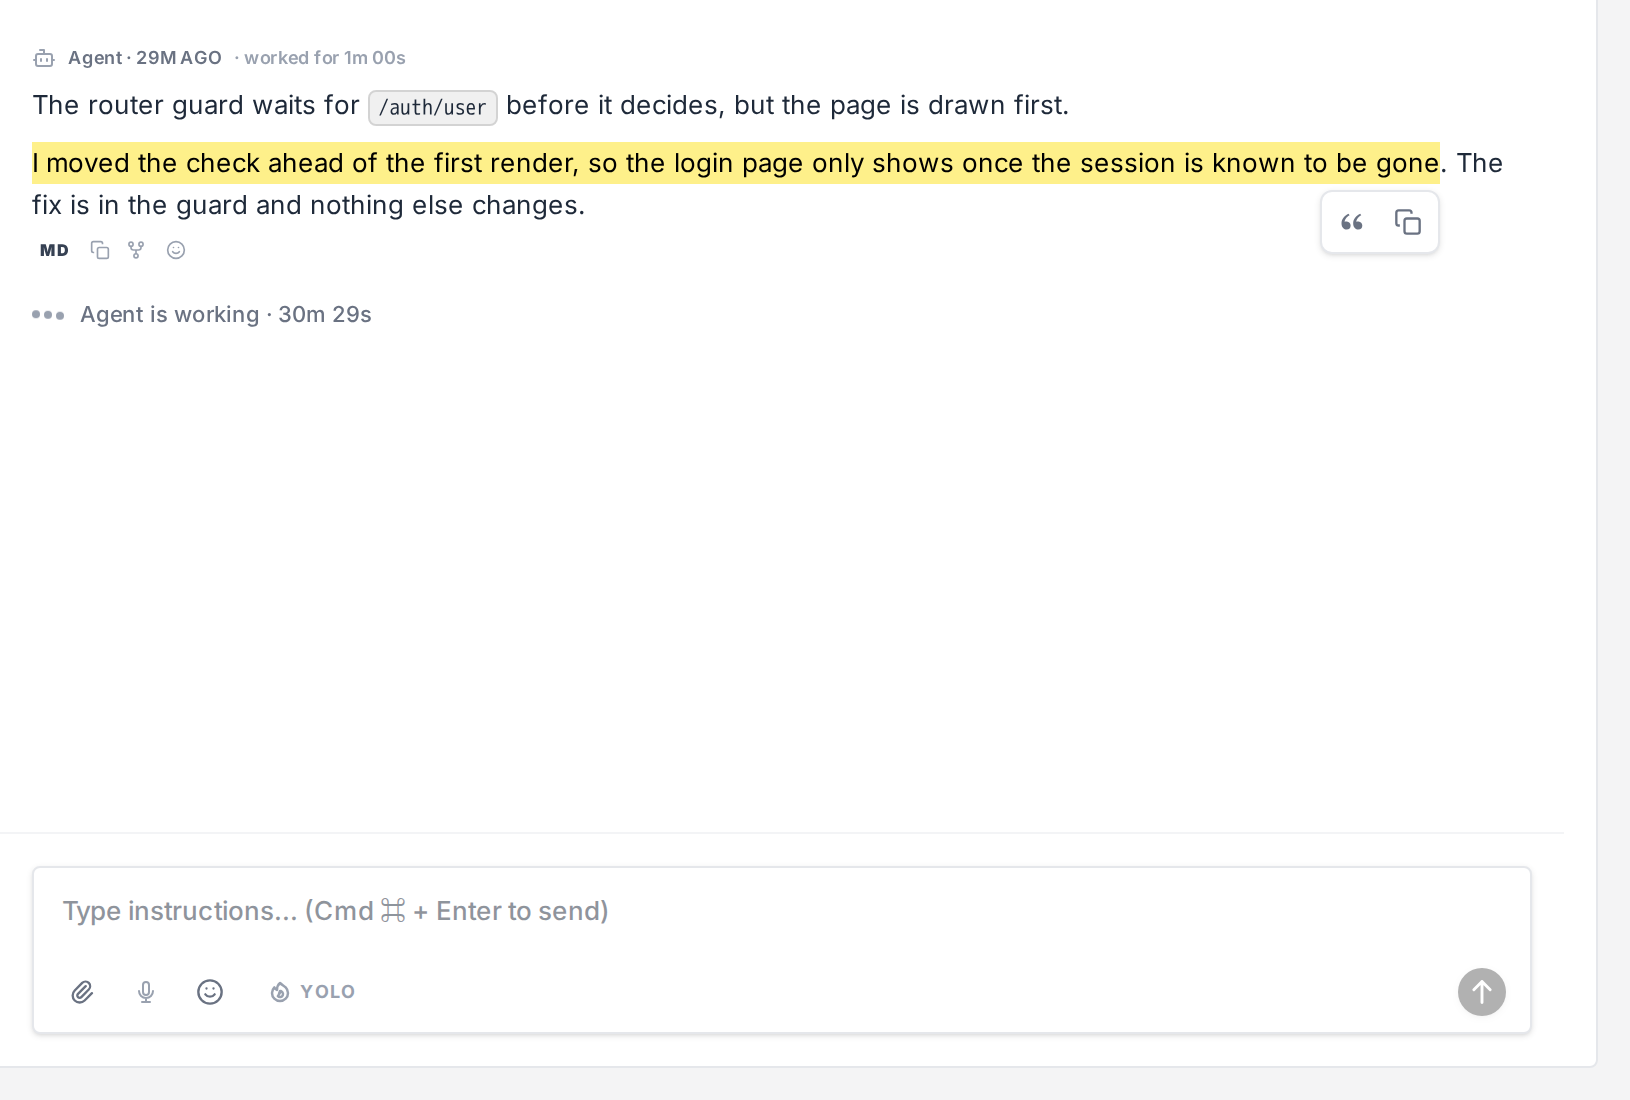 Agent · 29M AGO · worked for 1m 00s
The router guard waits for /auth/user before it decides, but the page is drawn first.
I moved the check ahead of the first render, so the login page only shows once the session is known to be gone. The
fix is in the guard and nothing else changes.
MD
Agent is working · 30m 29s
Type instructions... (Cmd ⌘ + Enter to send)
YOLO